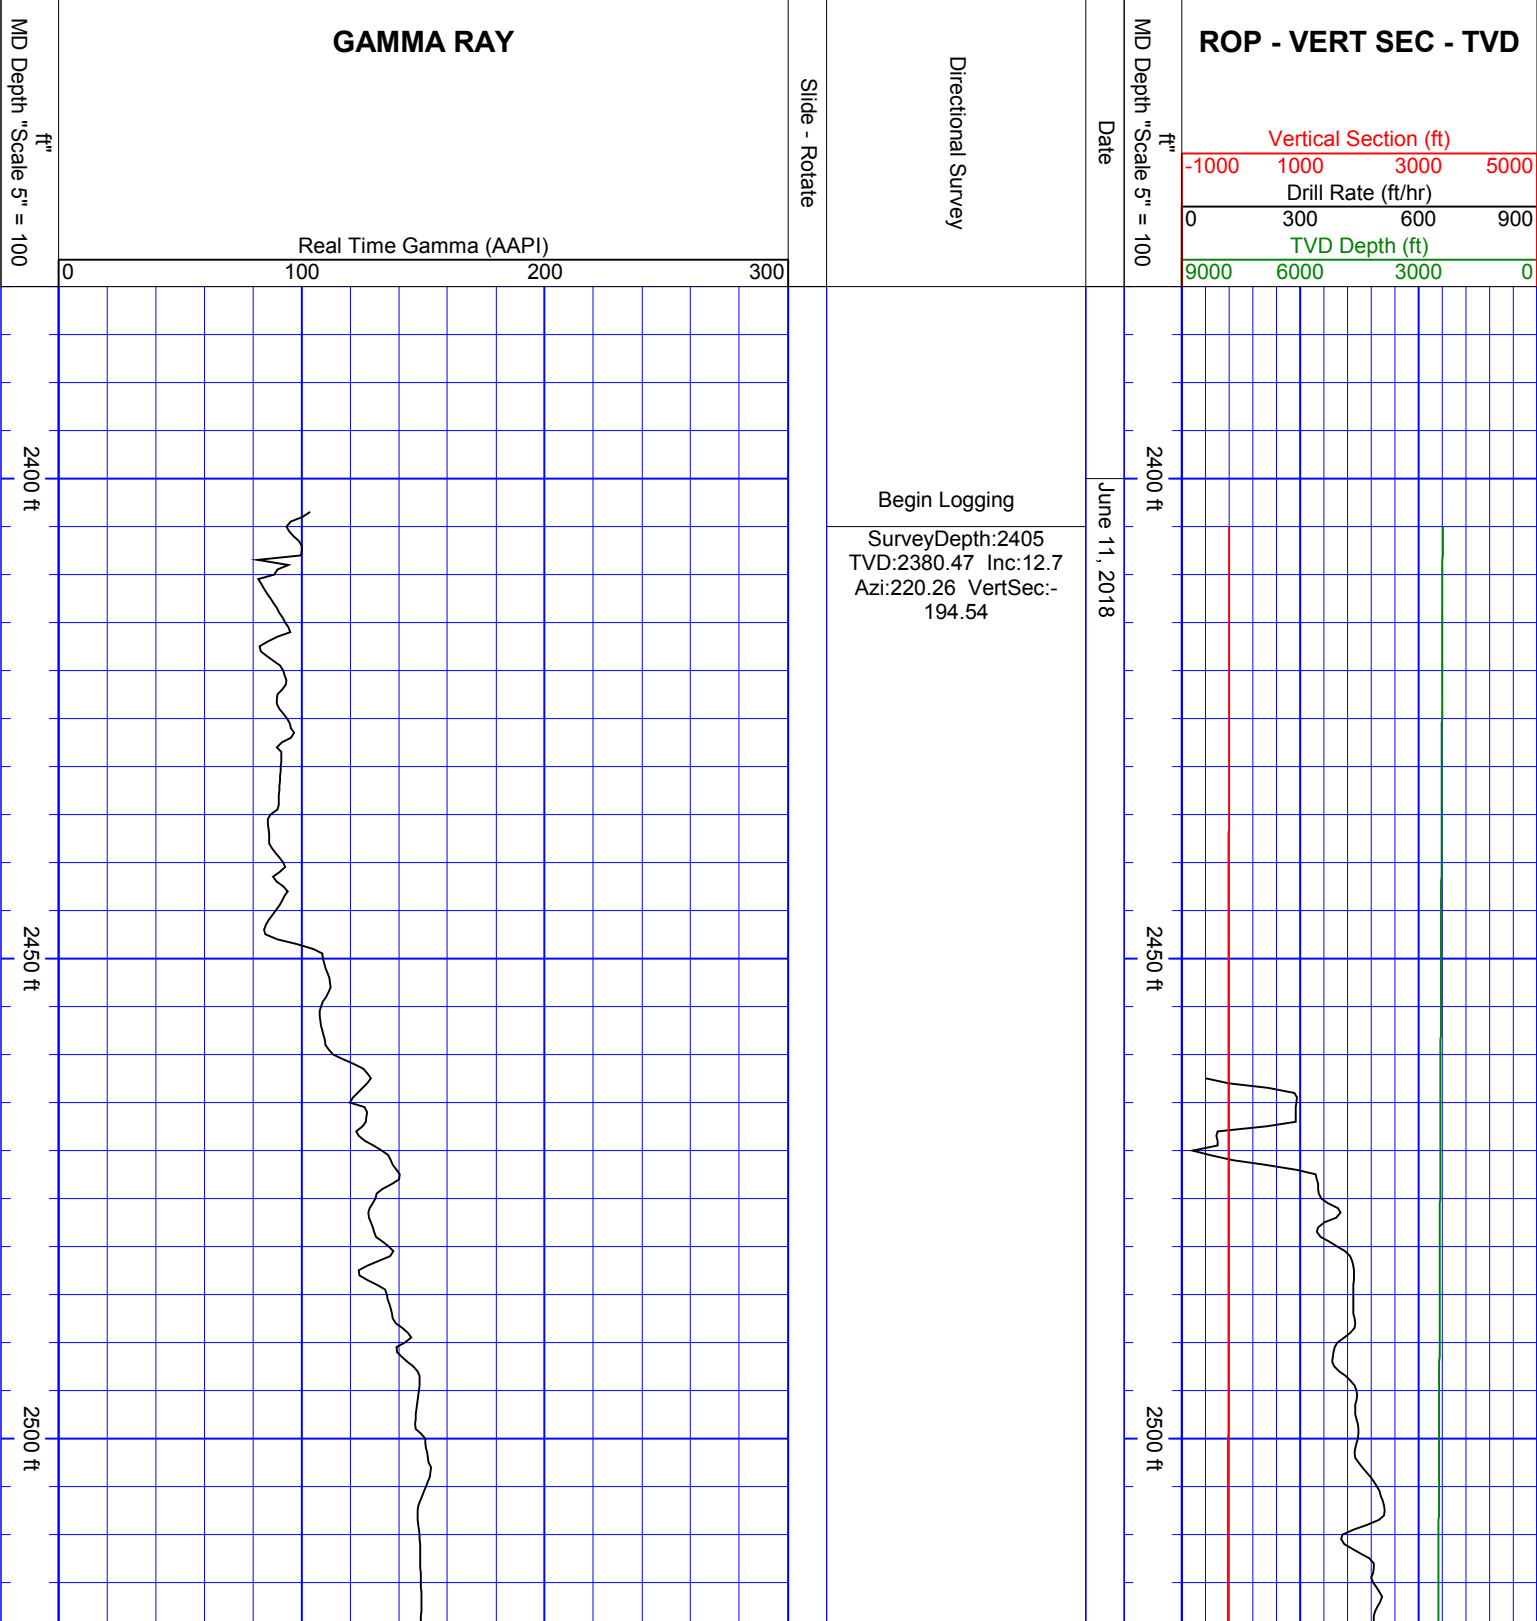 MD Depth "Scale 5" = 100
ft"
GAMMA RAY
Real Time Gamma (AAPI)
0 100 200 300
Slide - Rotate
Directional Survey
Date
MD Depth "Scale 5" = 100
ft"
ROP - VERT SEC - TVD
Vertical Section (ft)
-1000 1000 3000 5000
Drill Rate (ft/hr)
0 300 600 900
TVD Depth (ft)
9000 6000 3000 0
2400 ft
2450 ft
2500 ft
Begin Logging
SurveyDepth:2405
TVD:2380.47 Inc:12.7
Azi:220.26 VertSec:-
194.54
June 11, 2018
2400 ft
2450 ft
2500 ft